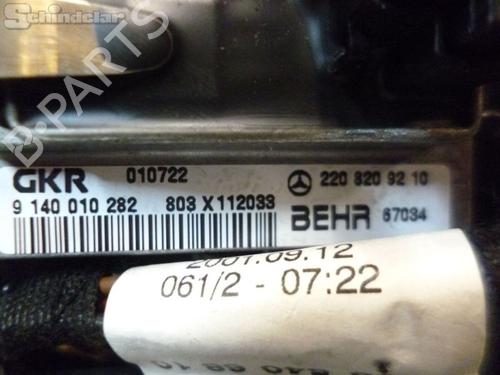 Schindelar
B-PARTS
GKR 010722 220 820 92 10
9 140 010 282 803 X112033 BEHR 67034
2001.09.12
061/2 - 07:22